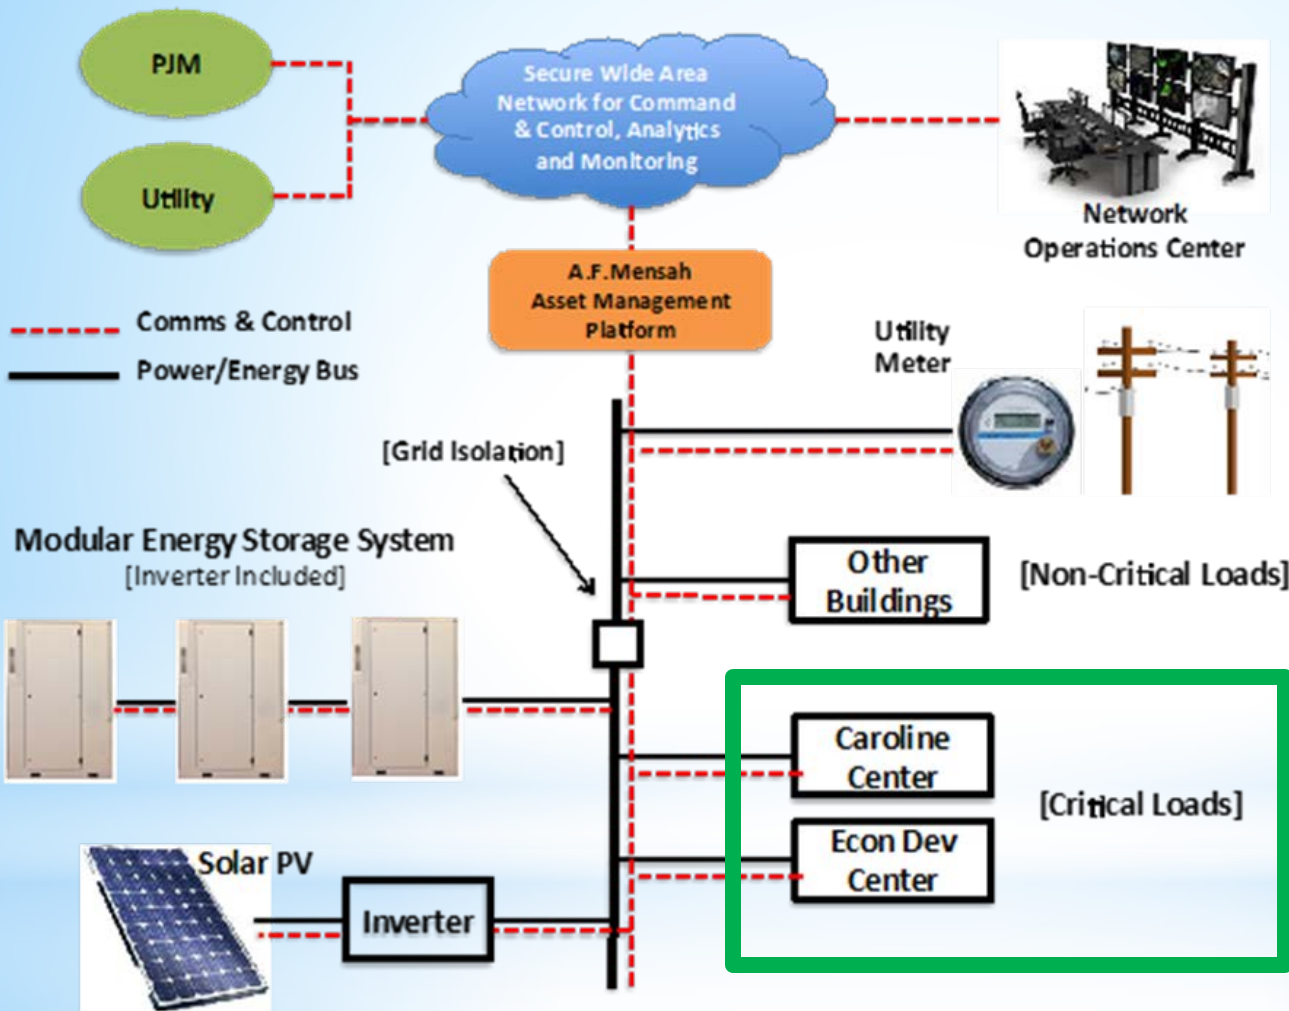 PJM
Utility
Secure Wide Area
Network for Command
& Control, Analytics
and Monitoring
Network
Operations Center
A.F.Mensah
Asset Management
Platform
Comms & Control
Power/Energy Bus
Utility
Meter
[Grid Isolation]
Modular Energy Storage System
[Inverter Included]
Other
Buildings
[Non-Critical Loads]
Caroline
Center
[Critical Loads]
Econ Dev
Center
Solar PV
Inverter